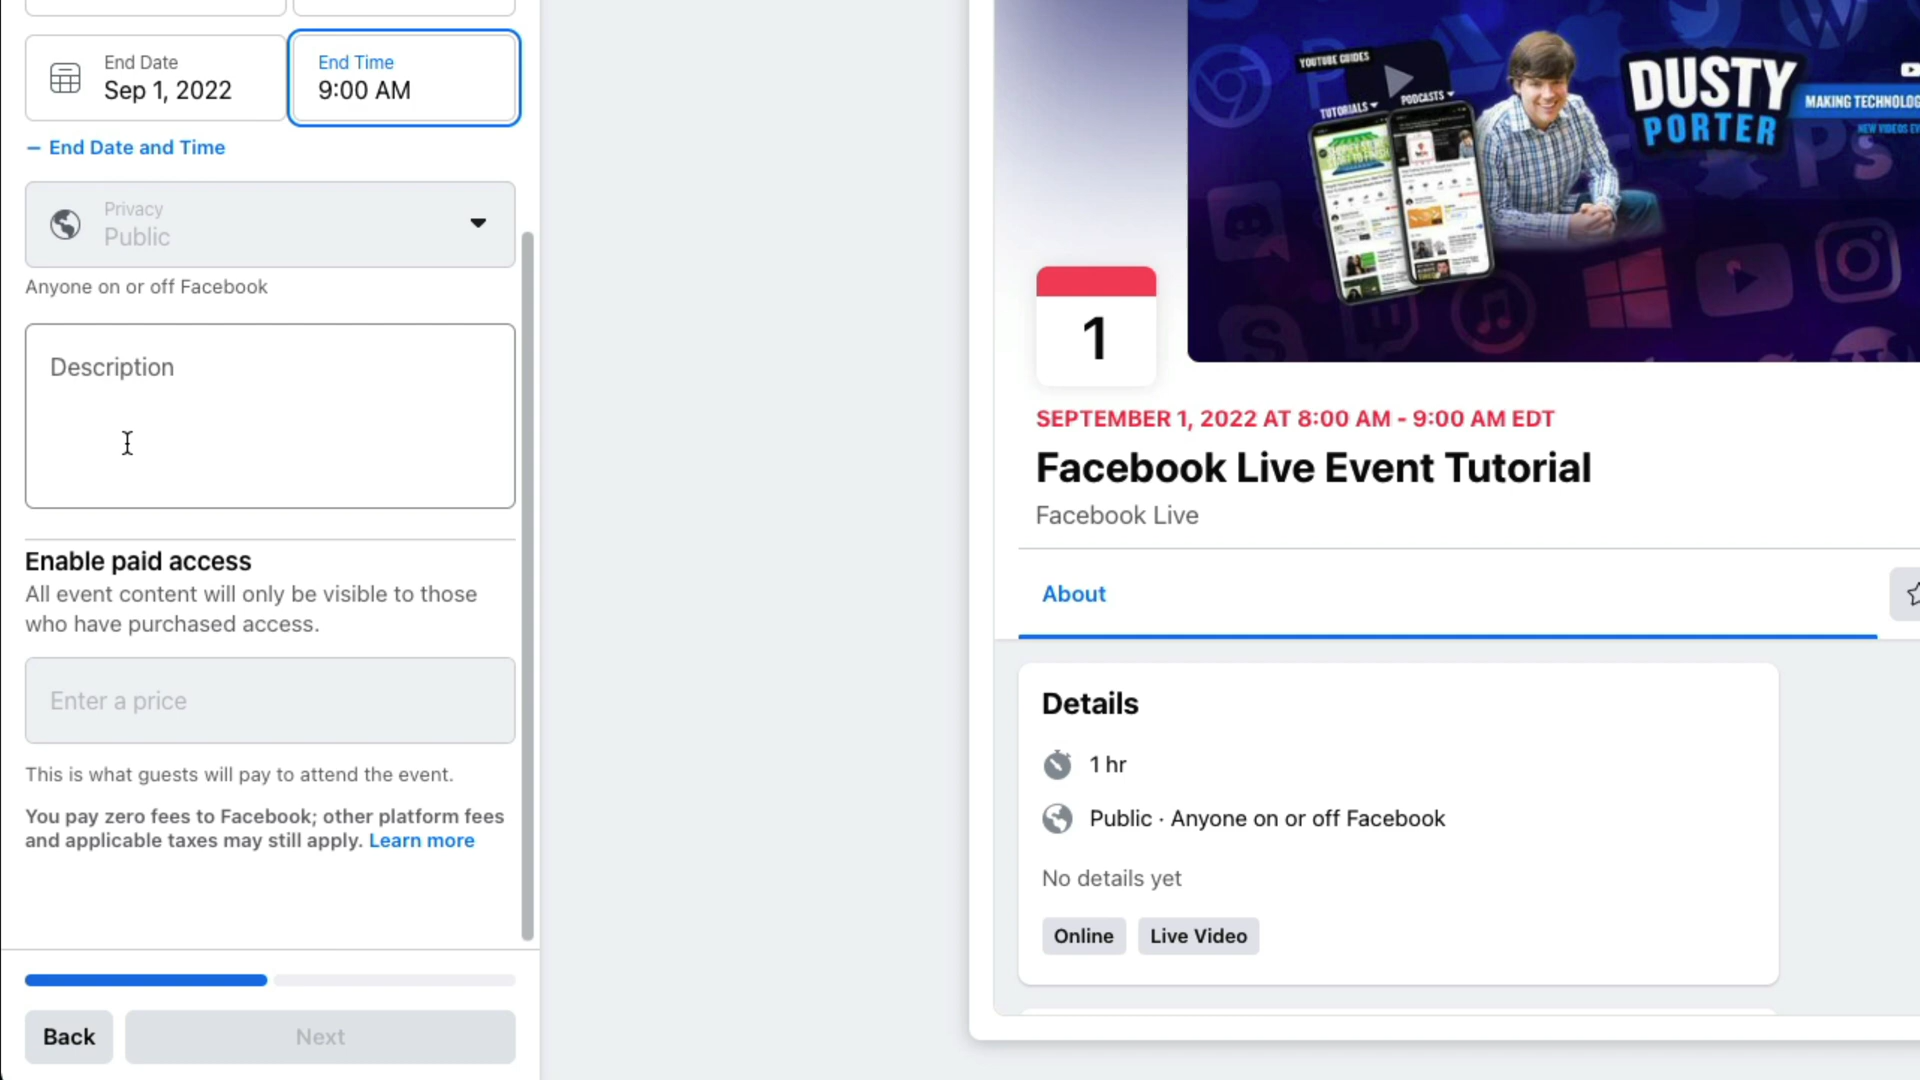 End Date
Sep 1, 2022
End Time
9:00 AM
− End Date and Time
Privacy
Public
Anyone on or off Facebook
Description
Enable paid access
All event content will only be visible to those
who have purchased access.
Enter a price
This is what guests will pay to attend the event.
You pay zero fees to Facebook; other platform fees
and applicable taxes may still apply. Learn more
Back
Next
YOUTUBE GUIDES
TUTORIALS
PODCASTS
DUSTY
PORTER
MAKING TECHNOLOG
NEW VIDEOS EV
1
SEPTEMBER 1, 2022 AT 8:00 AM - 9:00 AM EDT
Facebook Live Event Tutorial
Facebook Live
About
Details
1 hr
Public · Anyone on or off Facebook
No details yet
Online
Live Video